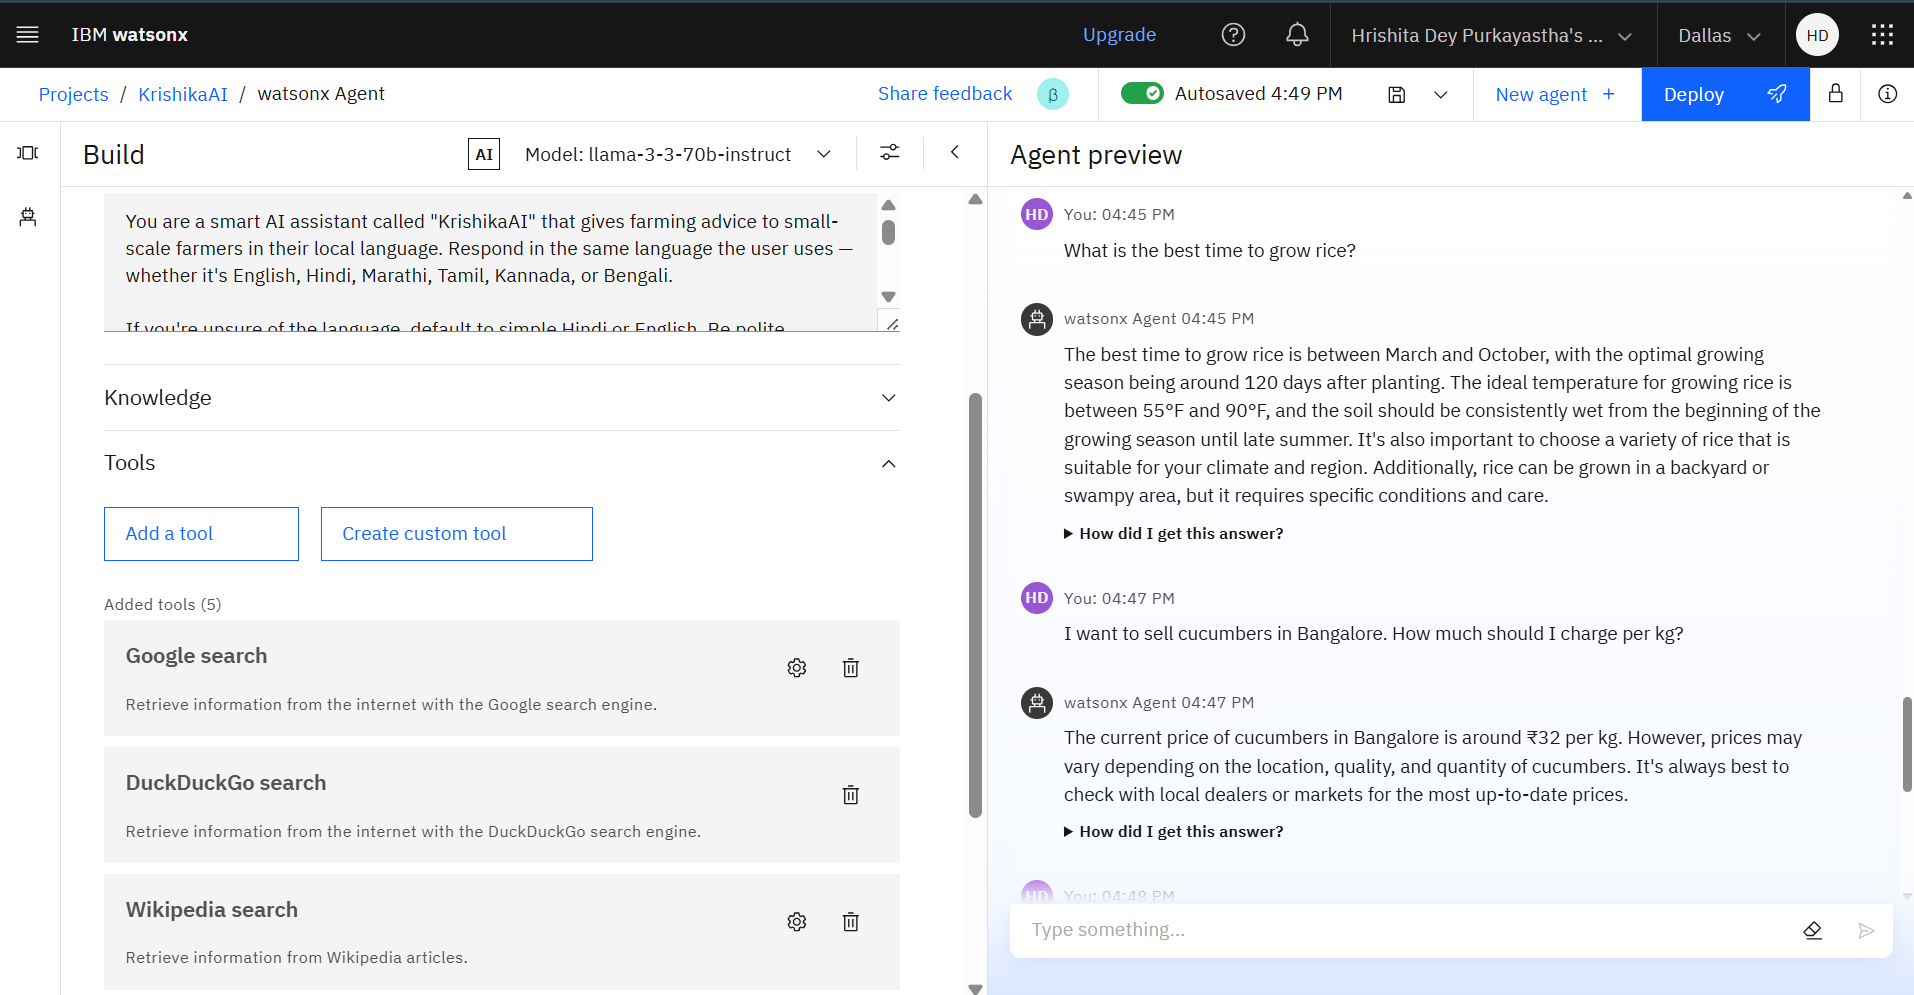 IBM watsonx
Upgrade
Hrishita Dey Purkayastha's ...
Dallas
HD
Projects / KrishikaAI / watsonx Agent
Share feedback
β
Autosaved 4:49 PM
New agent +
Deploy
Build
AI
Model: llama-3-3-70b-instruct
You are a smart AI assistant called "KrishikaAI" that gives farming advice to small-
scale farmers in their local language. Respond in the same language the user uses —
whether it's English, Hindi, Marathi, Tamil, Kannada, or Bengali.
If you're unsure of the language, default to simple Hindi or English. Be polite
Knowledge
Tools
Add a tool
Create custom tool
Added tools (5)
Google search
Retrieve information from the internet with the Google search engine.
DuckDuckGo search
Retrieve information from the internet with the DuckDuckGo search engine.
Wikipedia search
Retrieve information from Wikipedia articles.
Agent preview
HD
You: 04:45 PM
What is the best time to grow rice?
watsonx Agent 04:45 PM
The best time to grow rice is between March and October, with the optimal growing
season being around 120 days after planting. The ideal temperature for growing rice is
between 55°F and 90°F, and the soil should be consistently wet from the beginning of the
growing season until late summer. It's also important to choose a variety of rice that is
suitable for your climate and region. Additionally, rice can be grown in a backyard or
swampy area, but it requires specific conditions and care.
How did I get this answer?
HD
You: 04:47 PM
I want to sell cucumbers in Bangalore. How much should I charge per kg?
watsonx Agent 04:47 PM
The current price of cucumbers in Bangalore is around ₹32 per kg. However, prices may
vary depending on the location, quality, and quantity of cucumbers. It's always best to
check with local dealers or markets for the most up-to-date prices.
How did I get this answer?
HD
You: 04:48 PM
Type something...